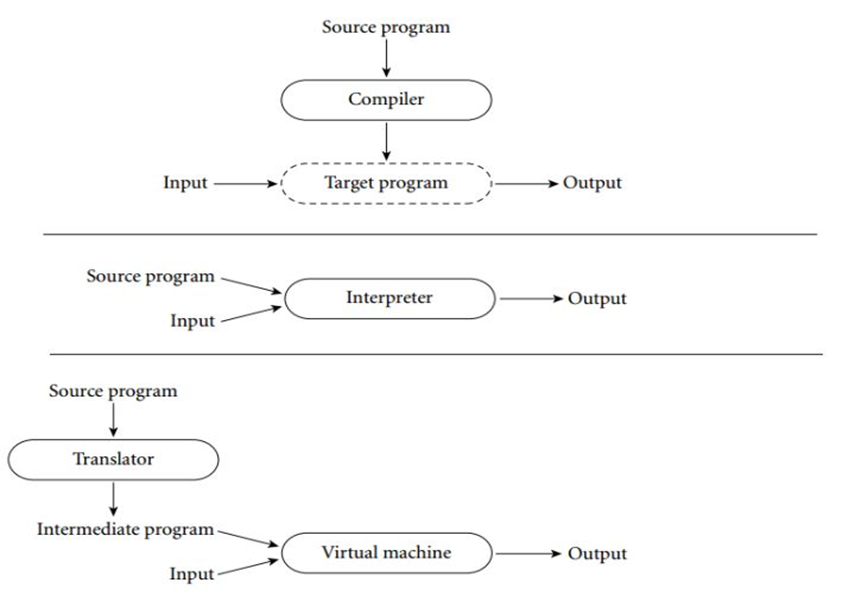 Source program
Compiler
Input
Target program
Output
Source program
Interpreter
Output
Input
Source program
Translator
Intermediate program
Virtual machine
Output
Input